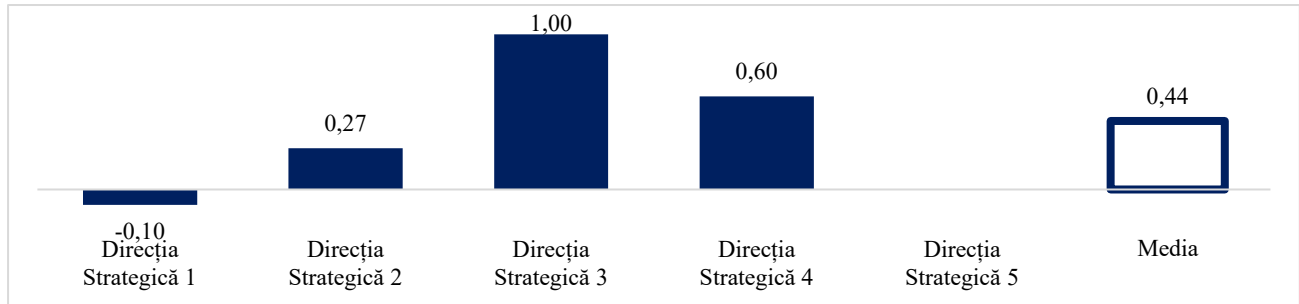 1,00
0,60
0,44
0,27
-0,10
Direcția
Strategică 1
Direcția
Strategică 2
Direcția
Strategică 3
Direcția
Strategică 4
Direcția
Strategică 5
Media